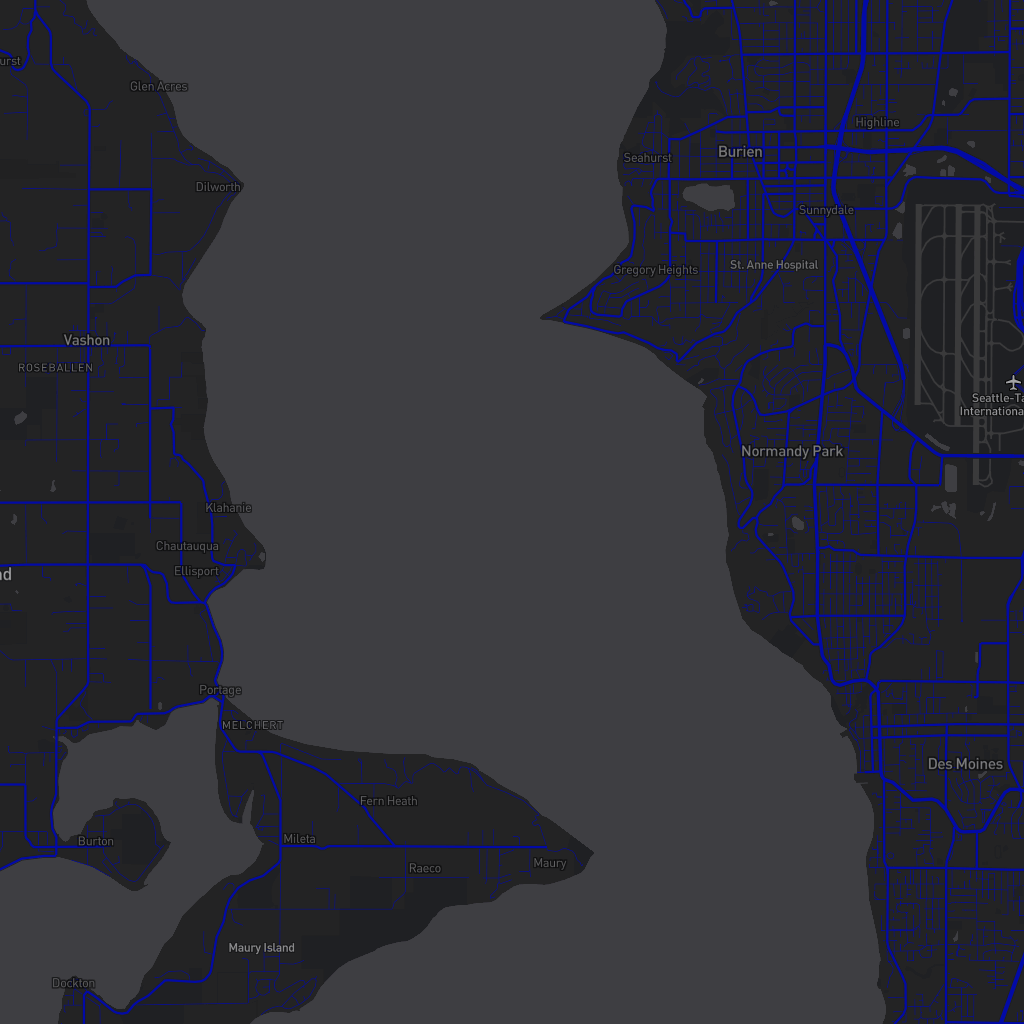 urst
Glen Acres
Highline
Burien
Seahurst
Dilworth
Sunnydale
St. Anne Hospital
Gregory Heights
Vashon
ROSEBALLEN
Seattle-Ta
International
Normandy Park
Klahanie
Chautauqua
Ellisport
nd
Portage
MELCHERT
Des Moines
Fern Heath
Mileta
Burton
Maury
Raeco
Maury Island
Dockton